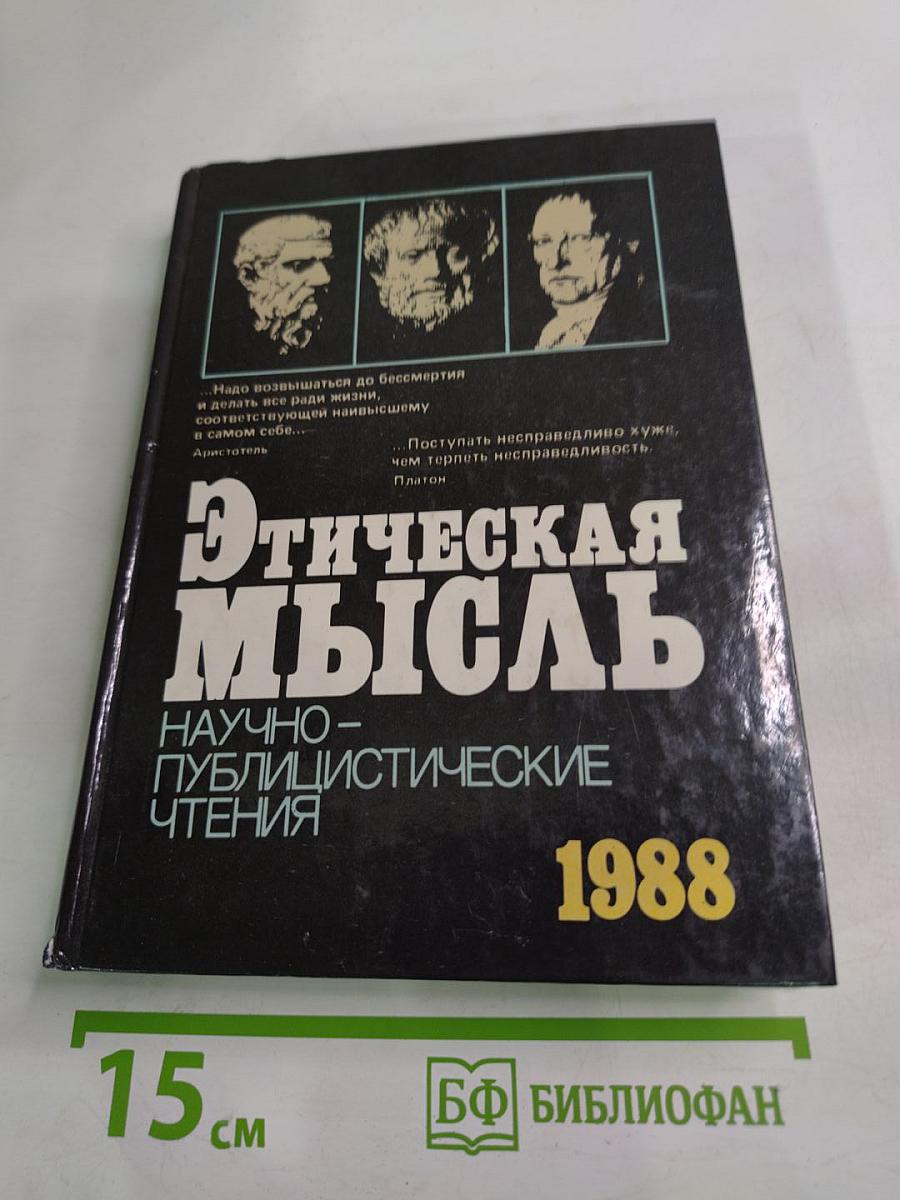 ...Надо возвышаться до бессмертия
и делать все ради жизни,
соответствующей наивысшему
в самом себе...
Аристотель
...Поступать несправедливо хуже,
чем терпеть несправедливость.
Платон
Этическая
мысль
НАУЧНО-
ПУБЛИЦИСТИЧЕСКИЕ
ЧТЕНИЯ
1988
15 см
БФ БИБЛИОФАН